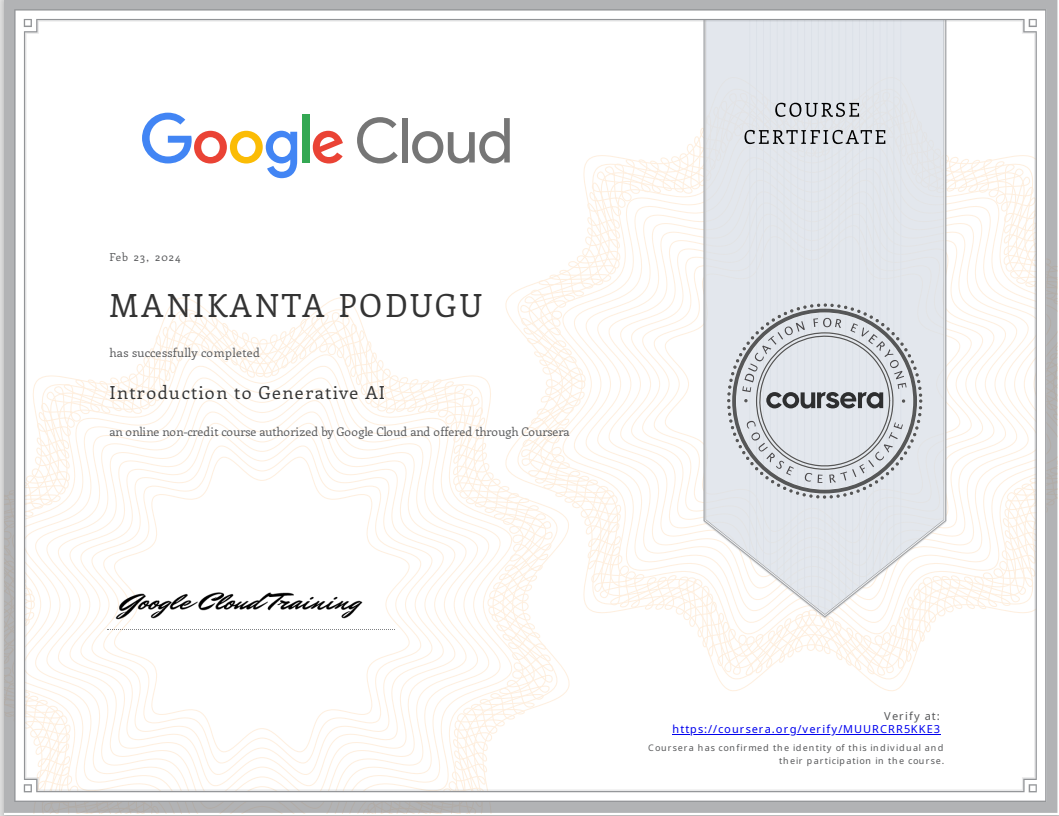 Google Cloud
COURSE
CERTIFICATE
Feb 23, 2024
MANIKANTA PODUGU
has successfully completed
Introduction to Generative AI
an online non-credit course authorized by Google Cloud and offered through Coursera
EDUCATION FOR EVERYONE
coursera
COURSE CERTIFICATE
Google Cloud Training
Verify at:
https://coursera.org/verify/MUURCRR5KKE3
Coursera has confirmed the identity of this individual and
their participation in the course.